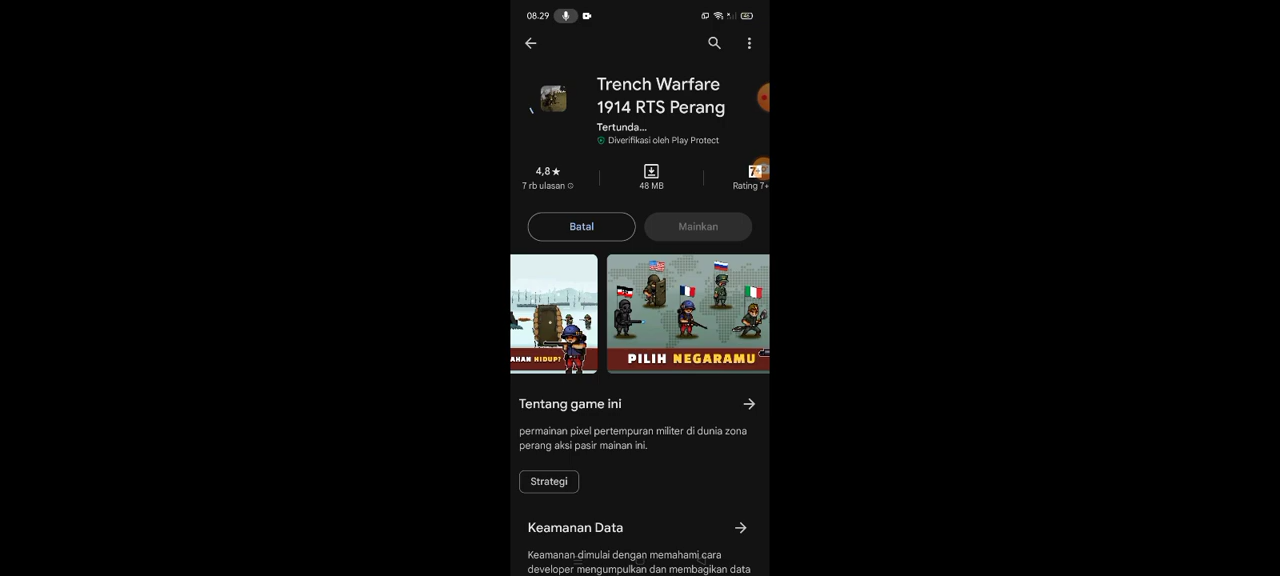 08.29
Trench Warfare
1914 RTS Perang
Tertunda...
Diverifikasi oleh Play Protect
4,8★
7 rb ulasan
48 MB
Rating 7+
Batal
Mainkan
AHAN HIDUP?
PILIH NEGARAMU
Tentang game ini
permainan pixel pertempuran militer di dunia zona
perang aksi pasir mainan ini.
Strategi
Keamanan Data
Keamanan dimulai dengan memahami cara
developer mengumpulkan dan membagikan data